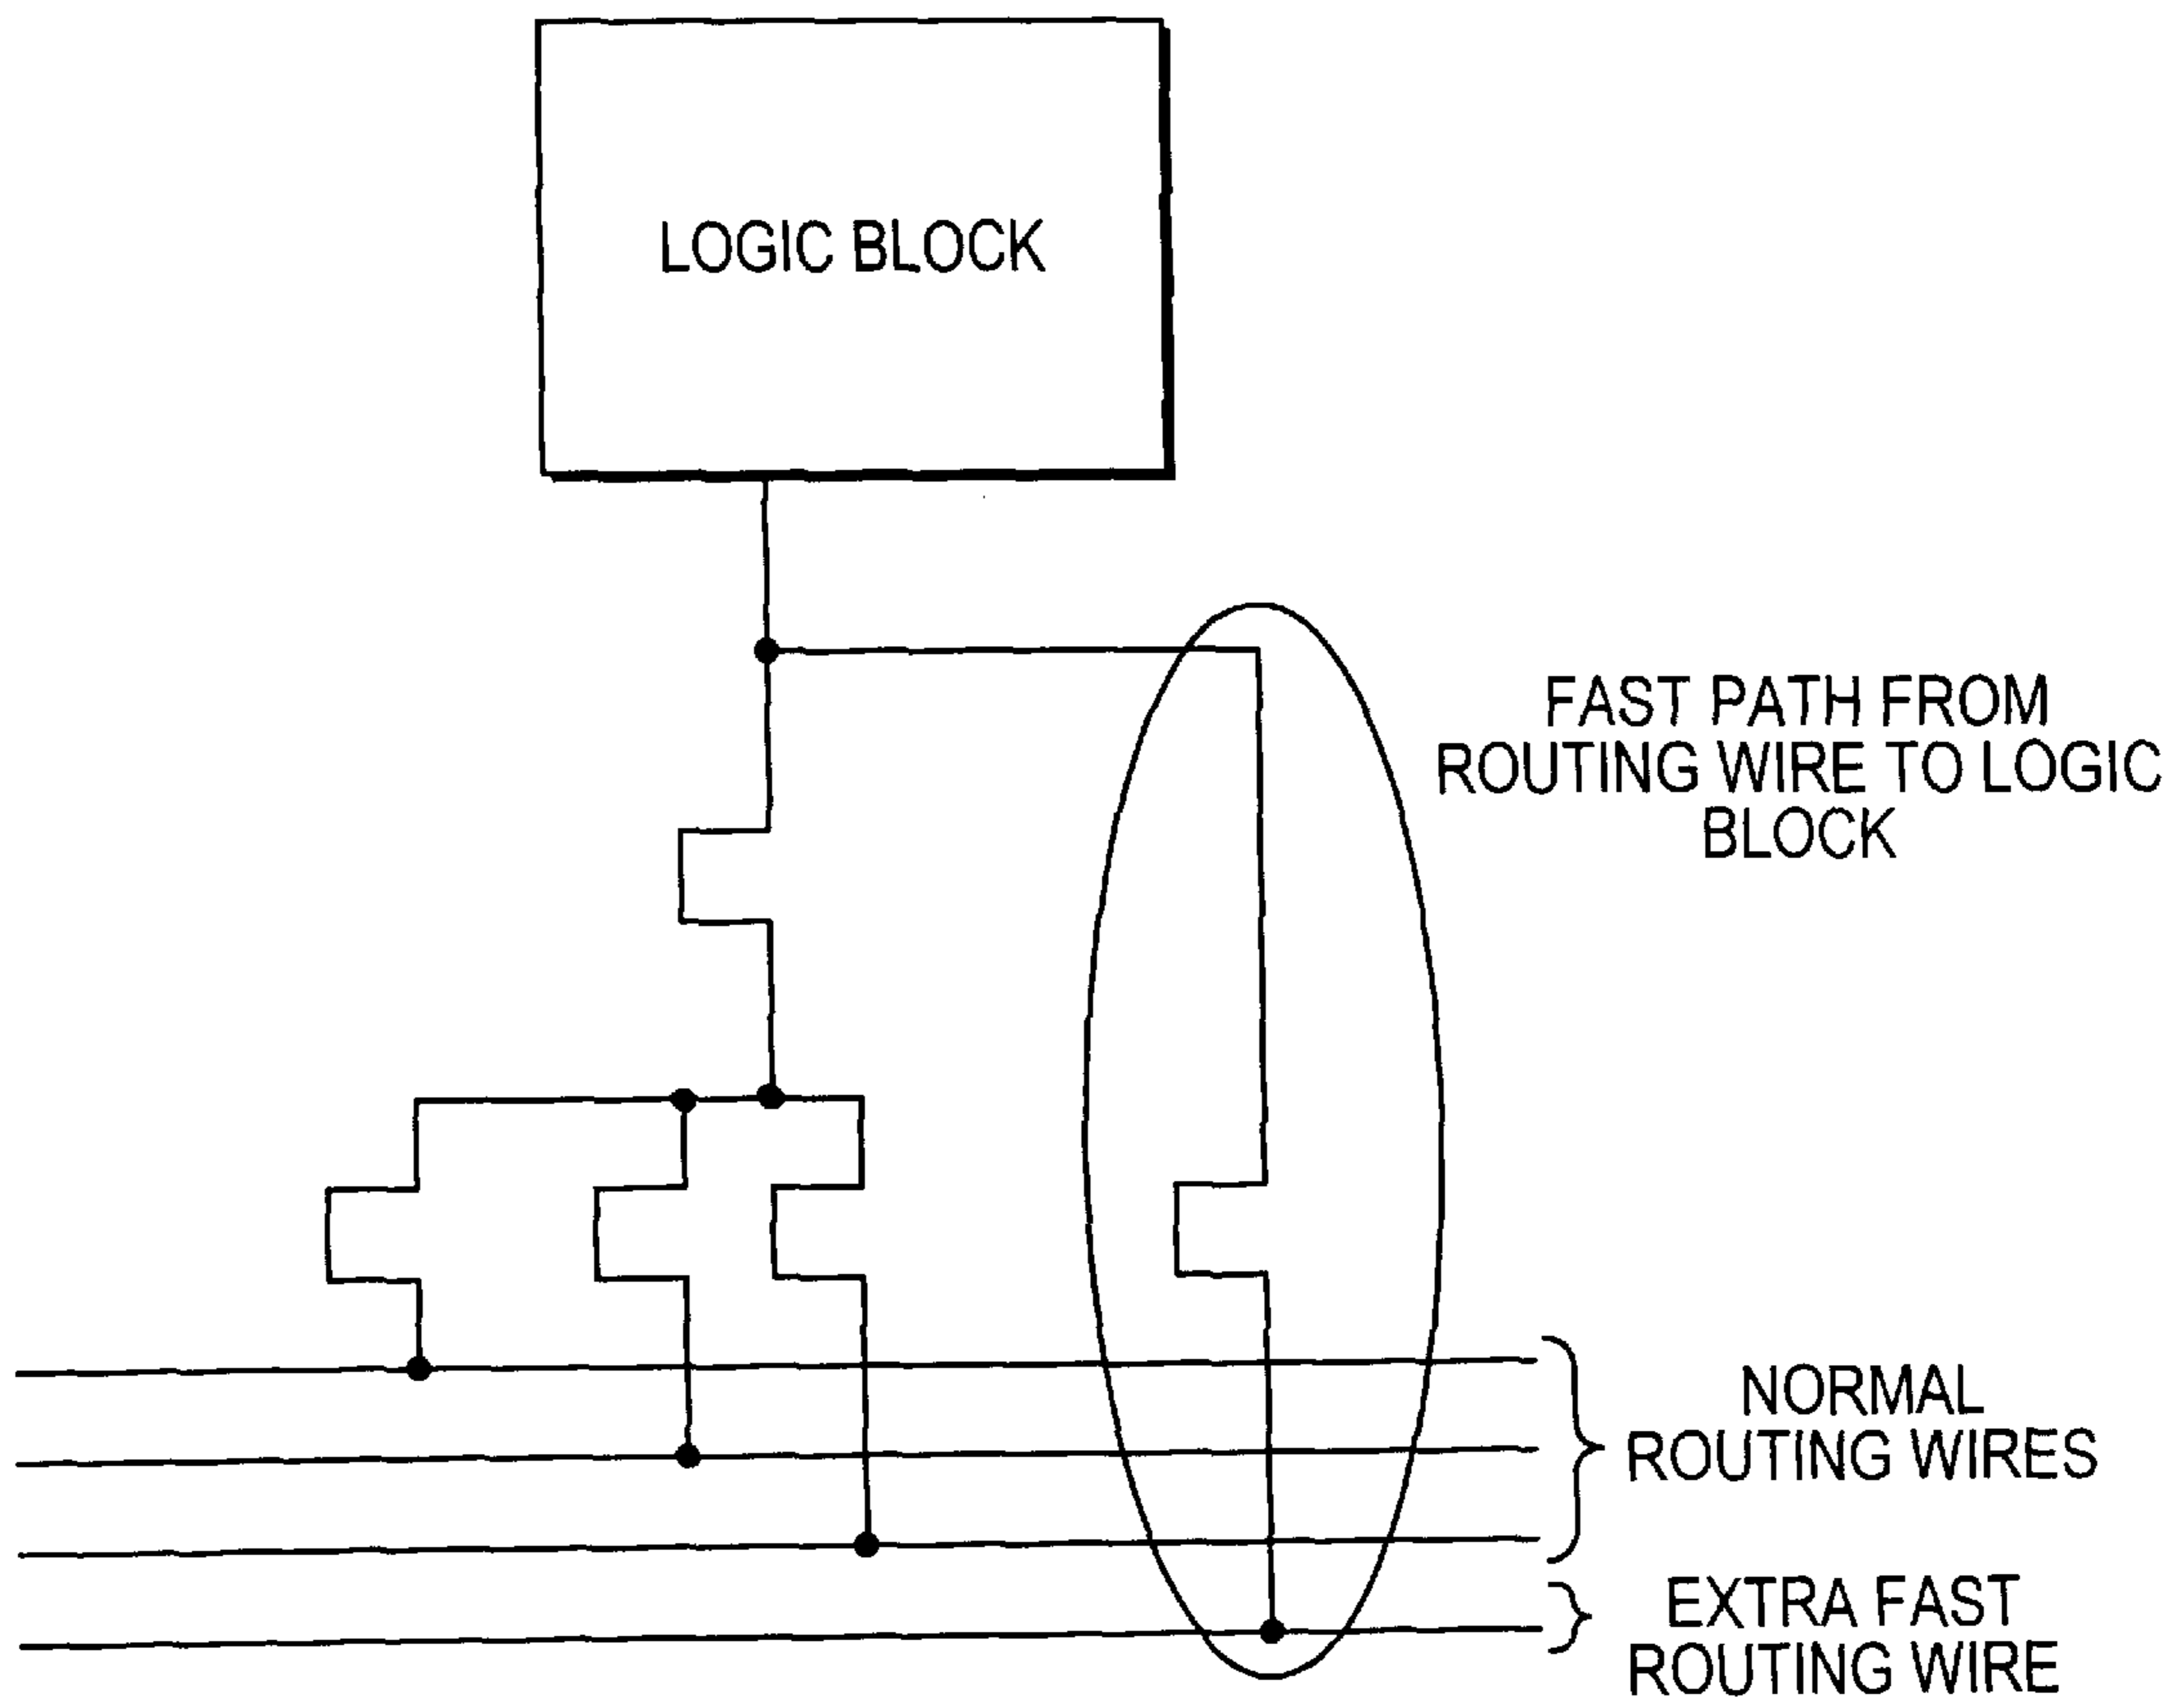 LOGIC BLOCK
FAST PATH FROM
ROUTING WIRE TO LOGIC
BLOCK
NORMAL
ROUTING WIRES
EXTRA FAST
ROUTING WIRE